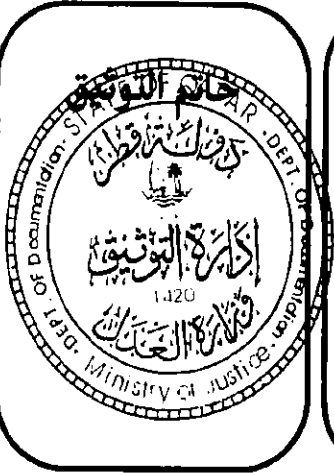 خاتم التوثيق
STATE OF QATAR
دولة قطر
إدارة التوثيق
1420
وزارة العدل
DEPT. OF Documentation
Ministry of Justice
DEPT. OF Documentation